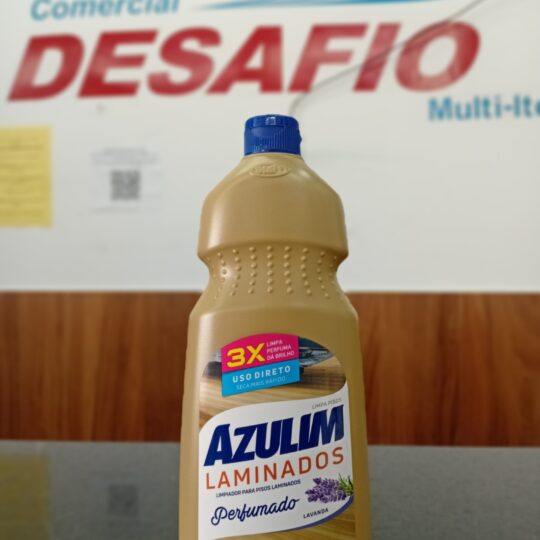 Comercial
DESAFIO
Multi-Ite
3X
LIMPA
PERFUMA
DÁ BRILHO
USO DIRETO
SECA MAIS RÁPIDO
LIMPA PISOS
AZULIM
LAMINADOS
LIMPADOR PARA PISOS LAMINADOS
Perfumado
LAVANDA